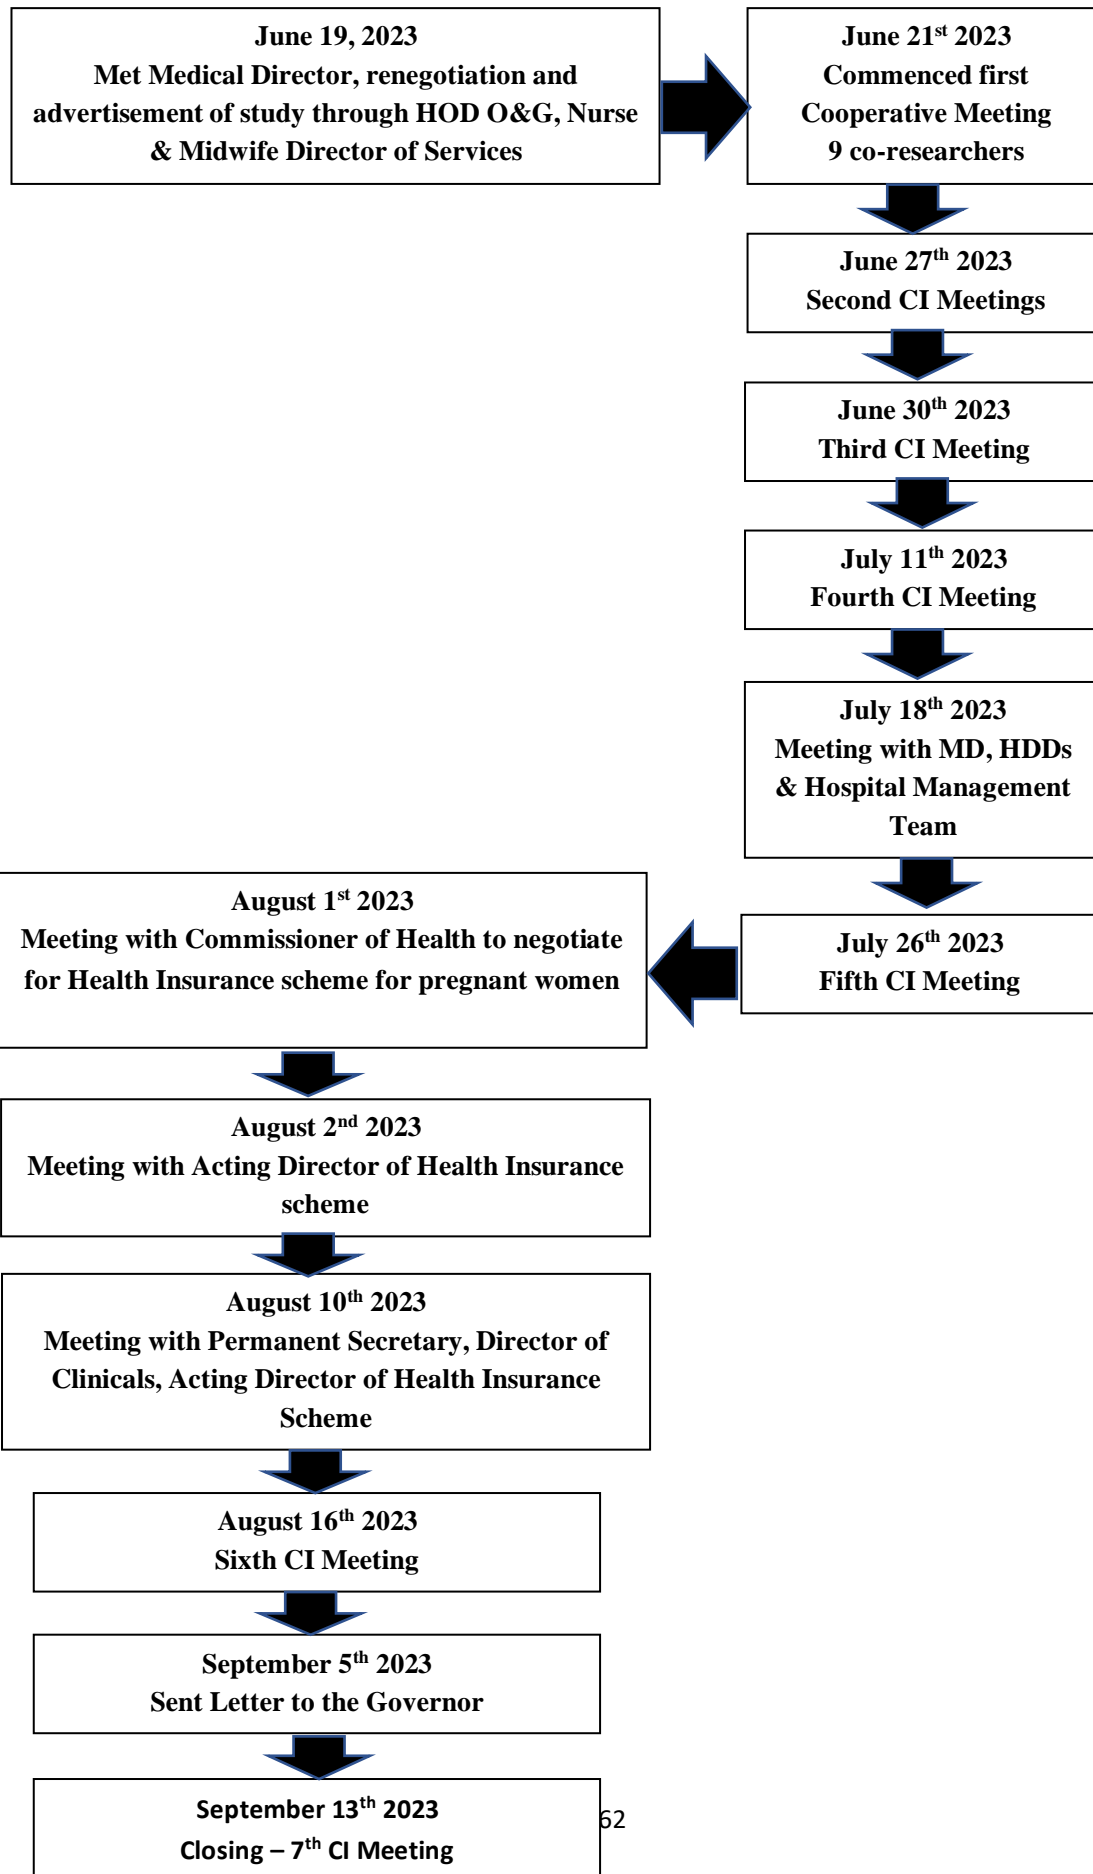 June 19, 2023
Met Medical Director, renegotiation and
advertisement of study through HOD O&G, Nurse
& Midwife Director of Services
June 21st 2023
Commenced first
Cooperative Meeting
9 co-researchers
June 27th 2023
Second CI Meetings
June 30th 2023
Third CI Meeting
July 11th 2023
Fourth CI Meeting
July 18th 2023
Meeting with MD, HDDs
& Hospital Management
Team
July 26th 2023
Fifth CI Meeting
August 1st 2023
Meeting with Commissioner of Health to negotiate
for Health Insurance scheme for pregnant women
August 2nd 2023
Meeting with Acting Director of Health Insurance
scheme
August 10th 2023
Meeting with Permanent Secretary, Director of
Clinicals, Acting Director of Health Insurance
Scheme
August 16th 2023
Sixth CI Meeting
September 5th 2023
Sent Letter to the Governor
September 13th 2023
Closing – 7th CI Meeting
62